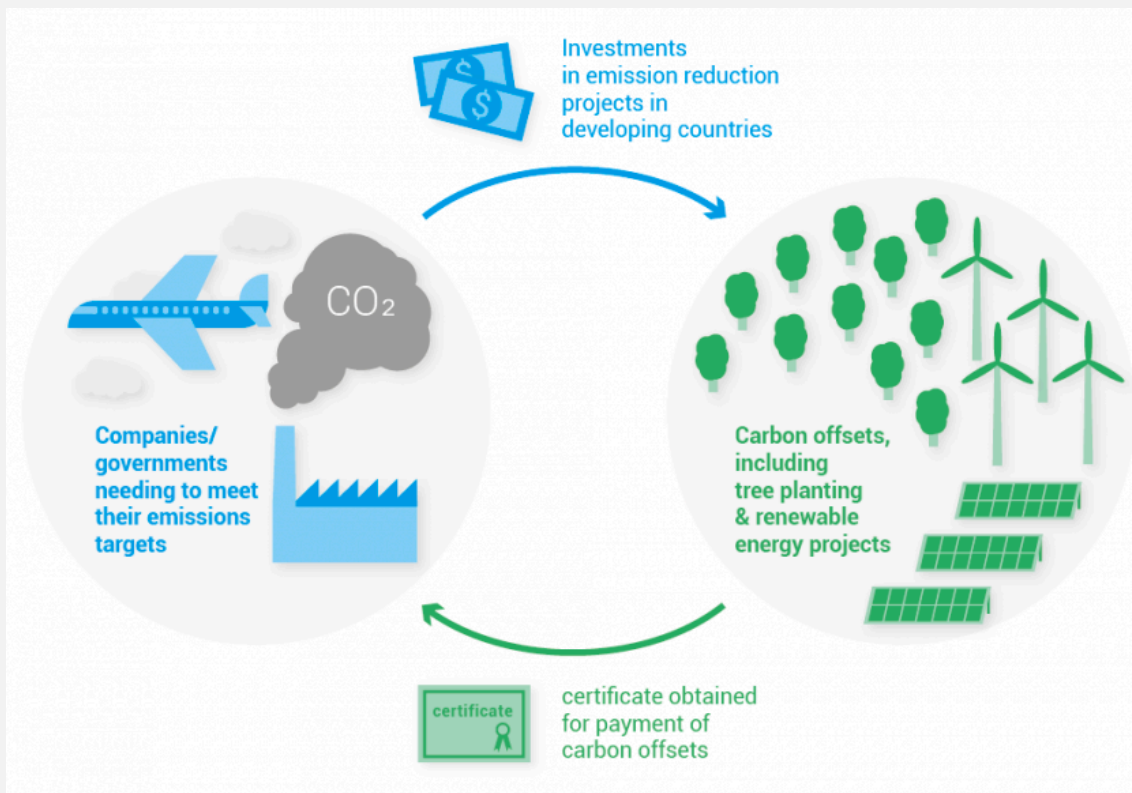 Investments
in emission reduction
projects in
developing countries
$
$
CO₂
Companies/
governments
needing to meet
their emissions
targets
Carbon offsets,
including
tree planting
& renewable
energy projects
certificate
certificate obtained
for payment of
carbon offsets